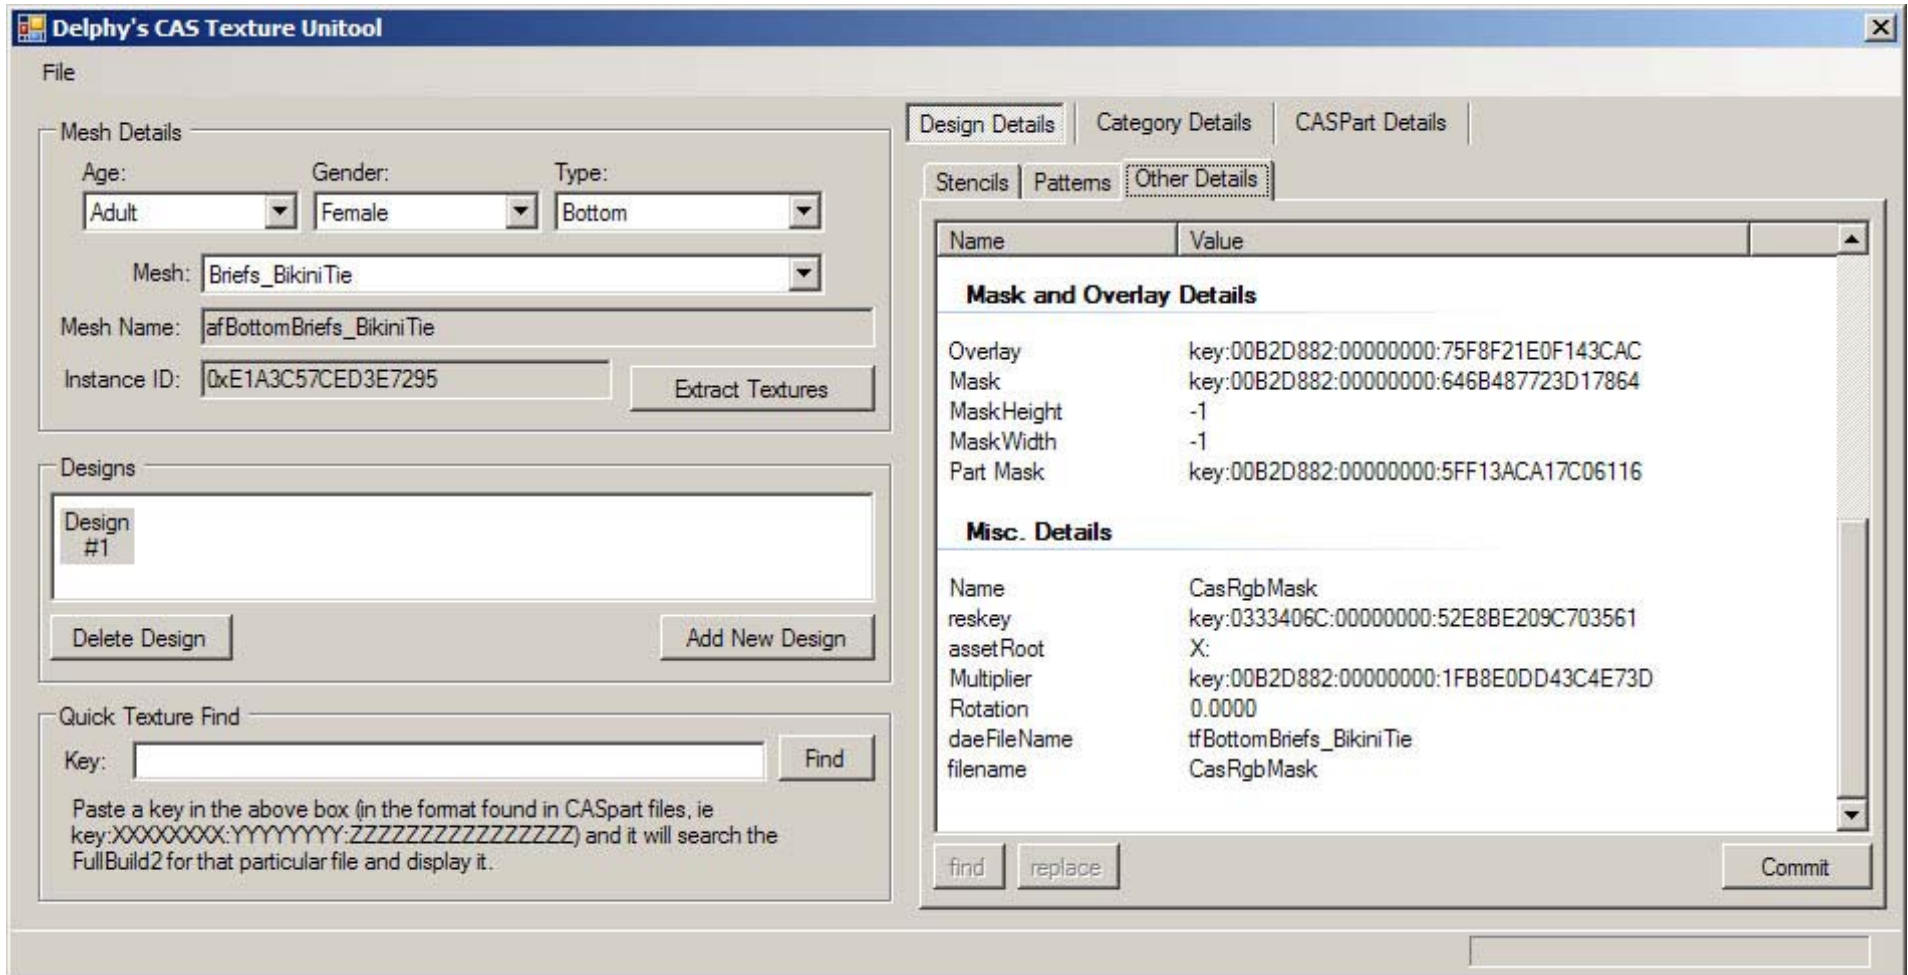 Delphy's CAS Texture Unitool
File
Mesh Details
Age: Gender: Type:
Adult Female Bottom
Mesh: Briefs_BikiniTie
Mesh Name: afBottomBriefs_BikiniTie
Instance ID: 0xE1A3C57CED3E7295
Extract Textures
Designs
Design
#1
Delete Design Add New Design
Quick Texture Find
Key: Find
Paste a key in the above box (in the format found in CASpart files, ie
key:XXXXXXXX:YYYYYYYY:ZZZZZZZZZZZZZZZZ) and it will search the
FullBuild2 for that particular file and display it.
Design Details Category Details CASPart Details
Stencils Patterns Other Details
Name Value
Mask and Overlay Details
Overlay key:00B2D882:00000000:75F8F21E0F143CAC
Mask key:00B2D882:00000000:646B487723D17864
MaskHeight -1
MaskWidth -1
Part Mask key:00B2D882:00000000:5FF13ACA17C06116
Misc. Details
Name CasRgbMask
reskey key:0333406C:00000000:52E8BE209C703561
assetRoot X:
Multiplier key:00B2D882:00000000:1FB8E0DD43C4E73D
Rotation 0.0000
daeFileName tfBottomBriefs_BikiniTie
filename CasRgbMask
find replace Commit